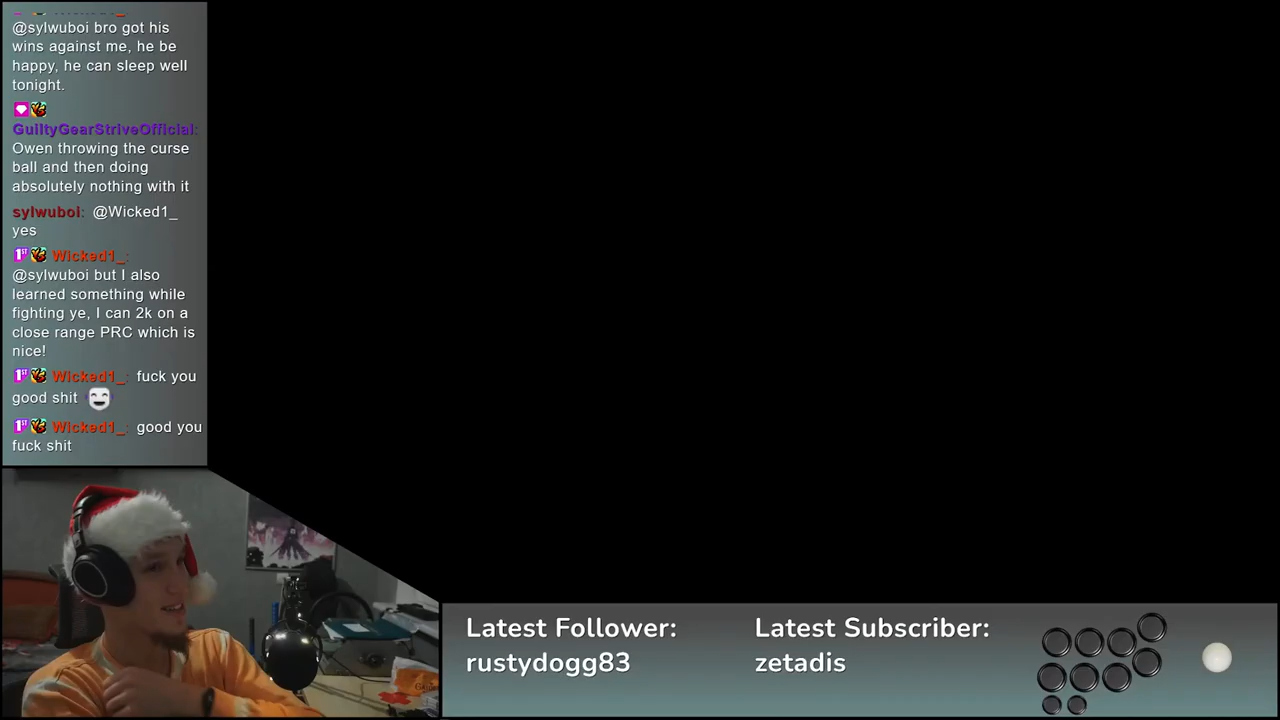 @sylwuboi bro got his
wins against me, he be
happy, he can sleep well
tonight.
GuiltyGearStriveOfficial:
Owen throwing the curse
ball and then doing
absolutely nothing with it
sylwuboi: @Wicked1_
yes
1ST Wicked1_:
@sylwuboi but I also
learned something while
fighting ye, I can 2k on a
close range PRC which is
nice!
1ST Wicked1_: fuck you
good shit
1ST Wicked1_: good you
fuck shit
Latest Follower:
rustydogg83
Latest Subscriber:
zetadis